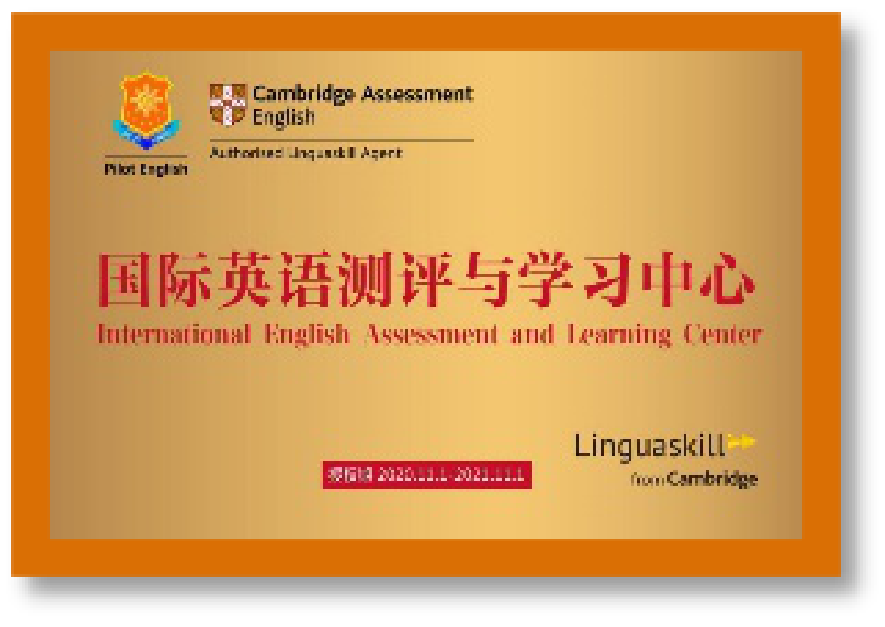 Pilot English
Cambridge Assessment
English
Authorised Linguaskill Agent
国际英语测评与学习中心
International English Assessment and Learning Center
授权期 2020.11.1-2021.11.1
Linguaskill
from Cambridge